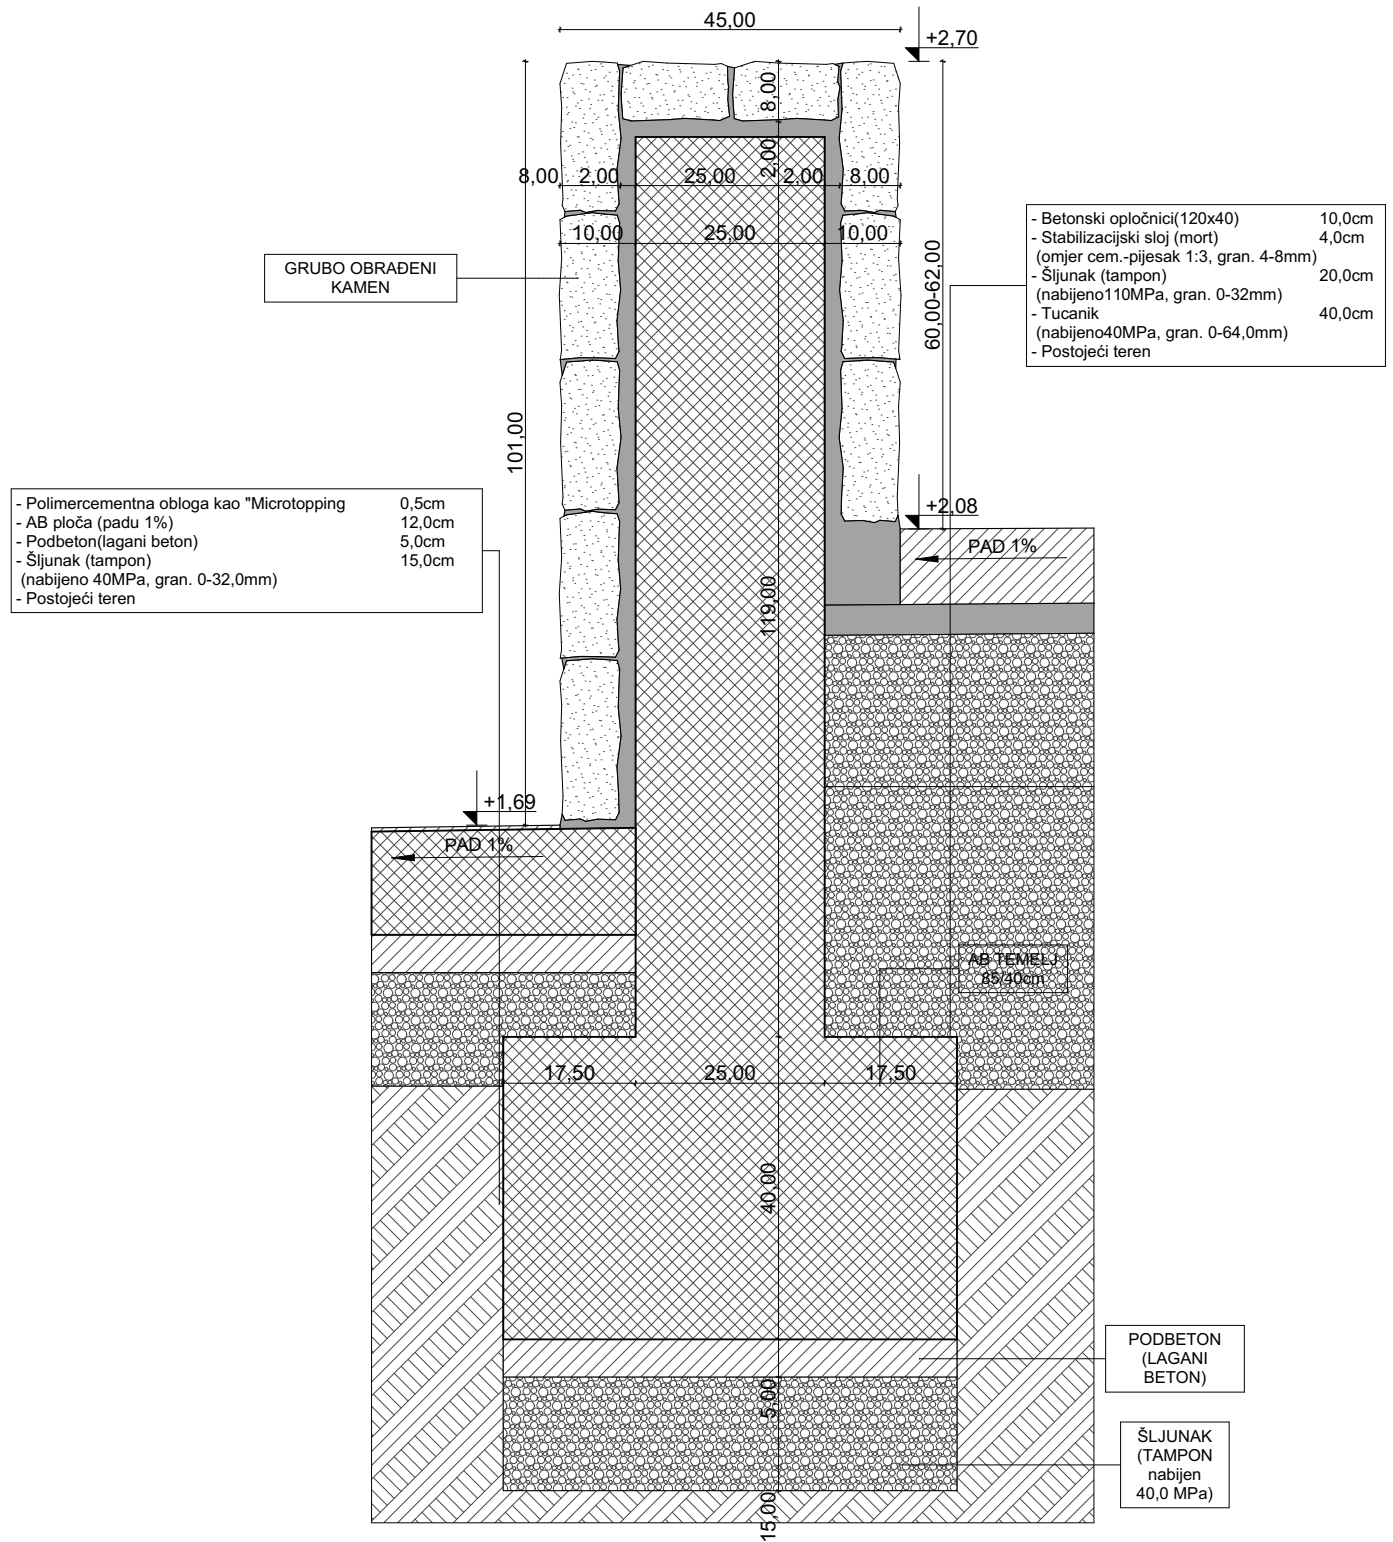 45,00
+2,70
8,00
2,00
8,00 2,00 25,00 2,00 8,00
10,00 25,00 10,00
60,00-62,00
- Betonski opločnici(120x40) 10,0cm
- Stabilizacijski sloj (mort) 4,0cm
(omjer cem.-pijesak 1:3, gran. 4-8mm)
- Šljunak (tampon) 20,0cm
(nabijeno110MPa, gran. 0-32mm)
- Tucanik 40,0cm
(nabijeno40MPa, gran. 0-64,0mm)
- Postojeći teren
GRUBO OBRAĐENI
KAMEN
101,00
- Polimercementna obloga kao "Microtopping 0,5cm
- AB ploča (padu 1%) 12,0cm
- Podbeton(lagani beton) 5,0cm
- Šljunak (tampon) 15,0cm
(nabijeno 40MPa, gran. 0-32,0mm)
- Postojeći teren
+2,08
PAD 1%
119,00
+1,69
PAD 1%
AB TEMELJ
85/40cm
17,50 25,00 17,50
40,00
PODBETON
(LAGANI
BETON)
5,00
ŠLJUNAK
(TAMPON
nabijen
40,0 MPa)
15,00